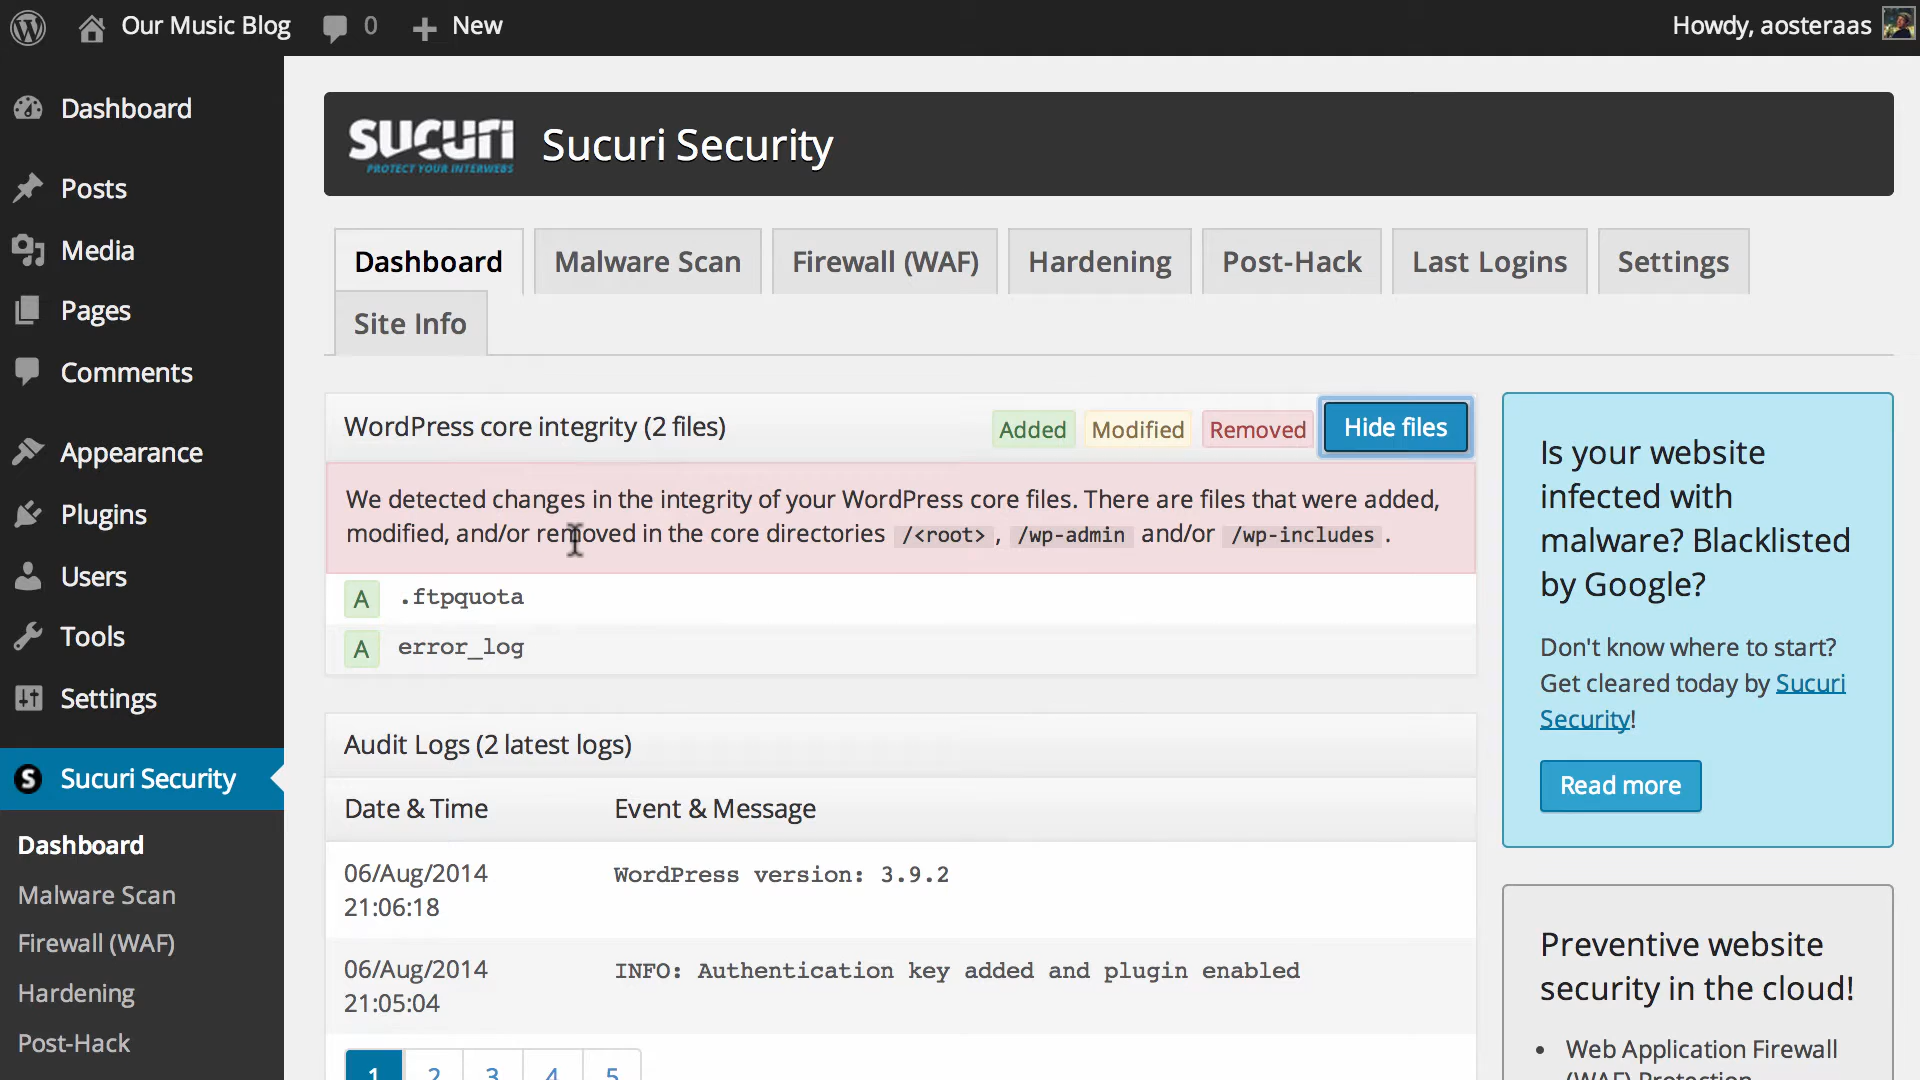 Our Music Blog 0 New Howdy, aosteraas
Dashboard
Posts
Media
Pages
Comments
Appearance
Plugins
Users
Tools
Settings
Sucuri Security
Dashboard
Malware Scan
Firewall (WAF)
Hardening
Post-Hack
SUCURI
PROTECT YOUR INTERWEBS
Sucuri Security
Dashboard Malware Scan Firewall (WAF) Hardening Post-Hack Last Logins Settings
Site Info
WordPress core integrity (2 files) Added Modified Removed Hide files
We detected changes in the integrity of your WordPress core files. There are files that were added,
modified, and/or removed in the core directories /<root> , /wp-admin and/or /wp-includes .
A .ftpquota
A error_log
Audit Logs (2 latest logs)
Date & Time Event & Message
06/Aug/2014 WordPress version: 3.9.2
21:06:18
06/Aug/2014 INFO: Authentication key added and plugin enabled
21:05:04
1 2 3 4 5
Is your website
infected with
malware? Blacklisted
by Google?
Don't know where to start?
Get cleared today by Sucuri
Security!
Read more
Preventive website
security in the cloud!
• Web Application Firewall
(WAF) Protection